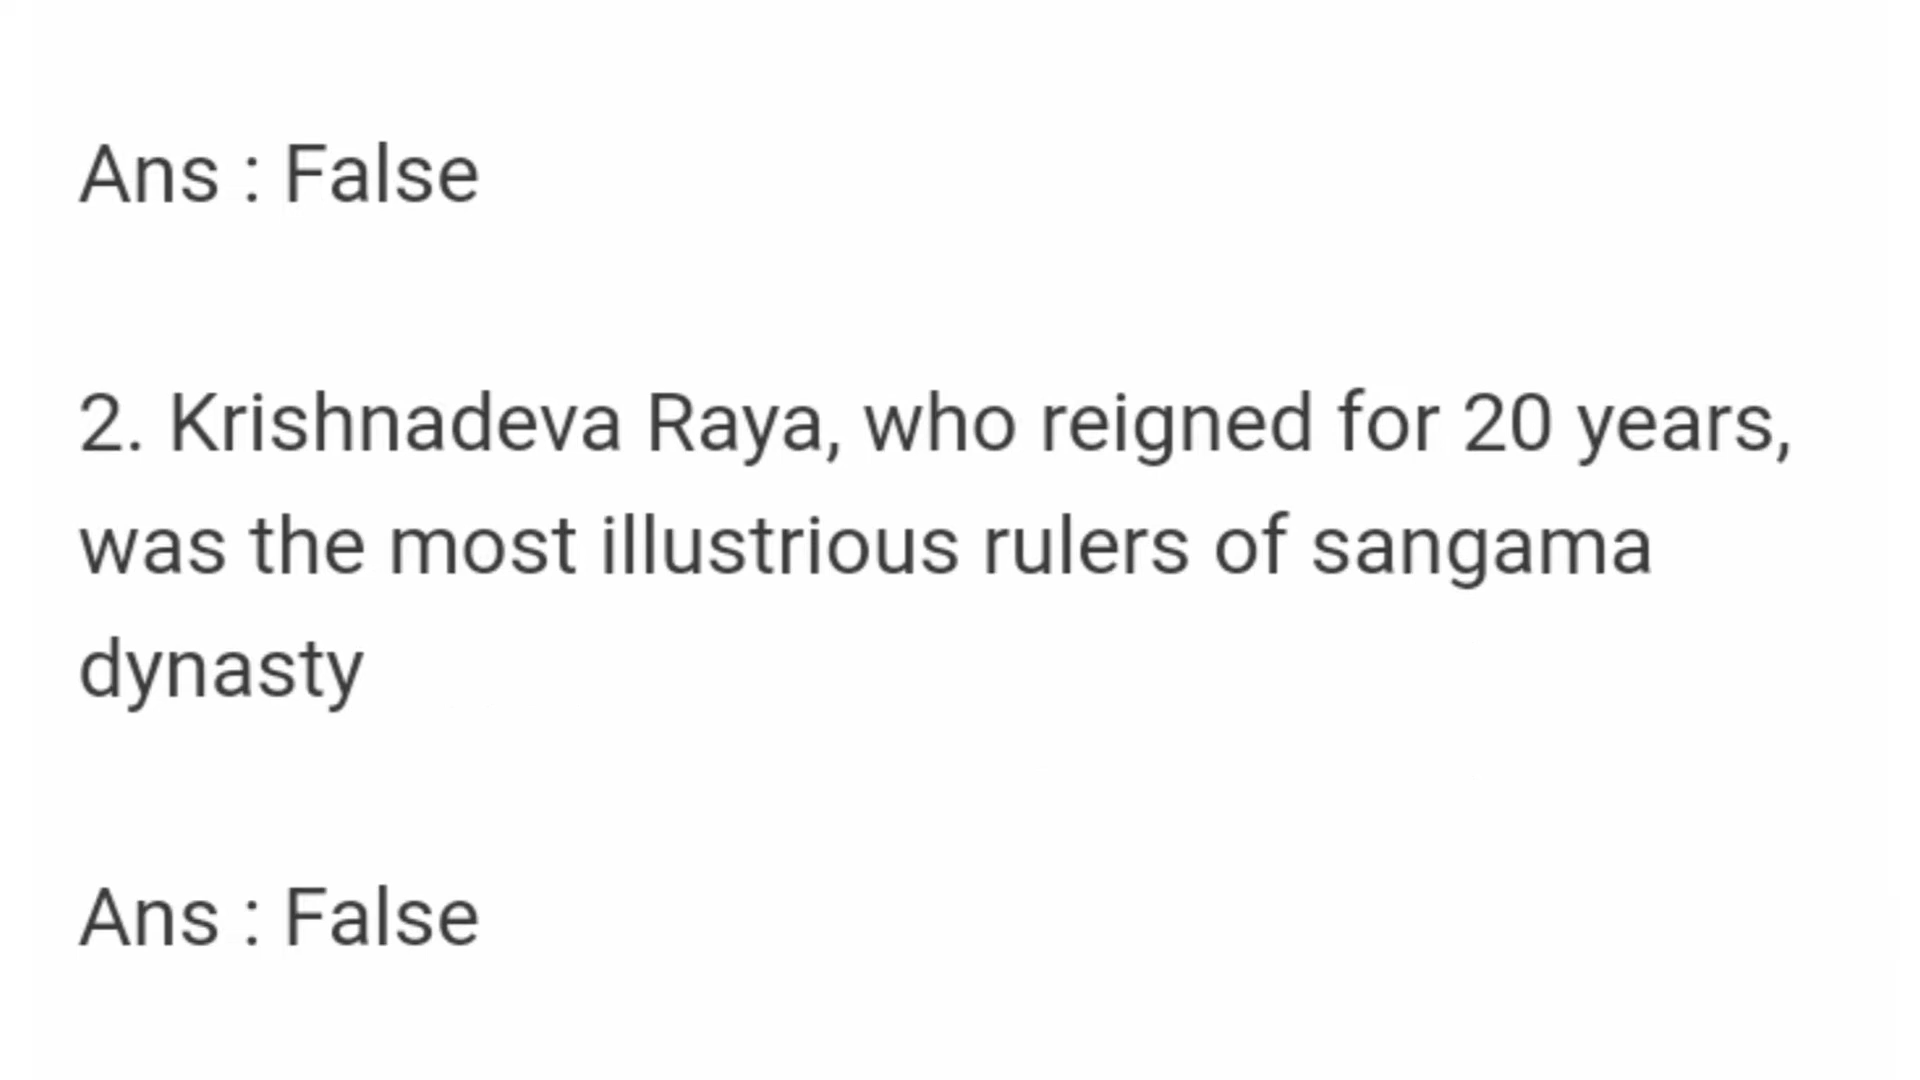 Ans : False
2. Krishnadeva Raya, who reigned for 20 years,
was the most illustrious rulers of sangama
dynasty
Ans : False